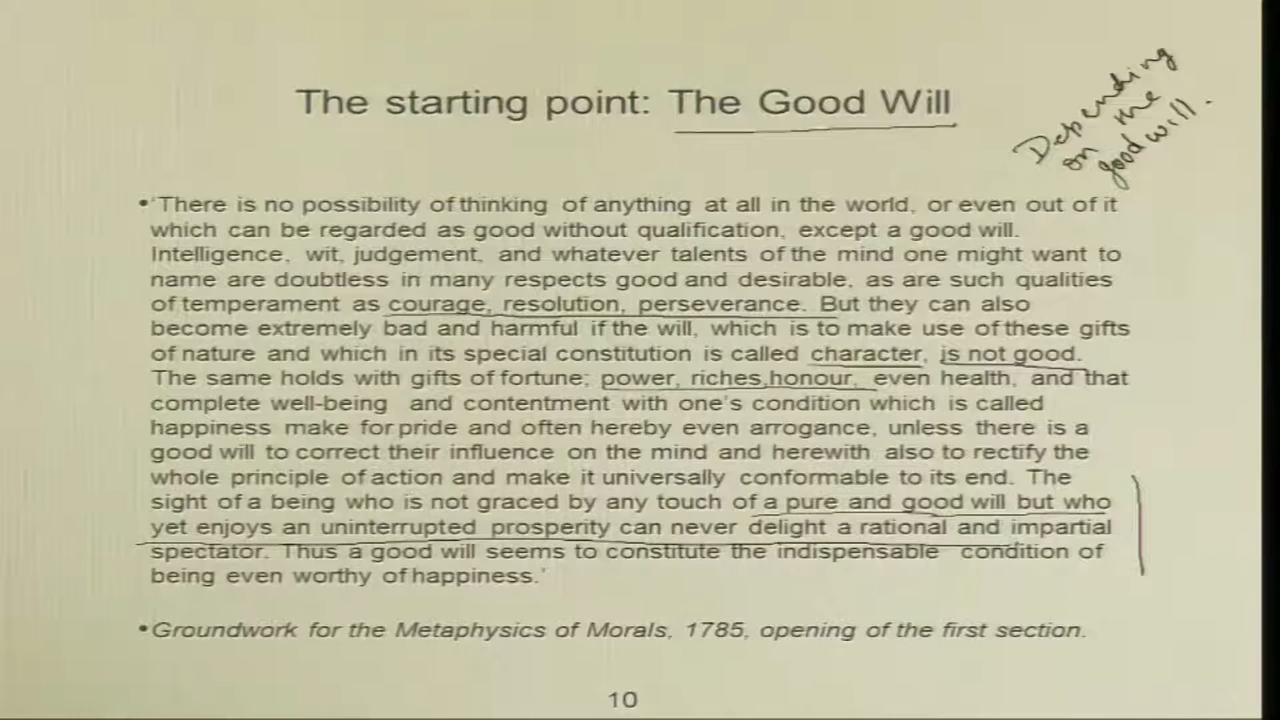 The starting point: The Good Will
Depending
on the
good will.
•'There is no possibility of thinking of anything at all in the world, or even out of it
which can be regarded as good without qualification, except a good will.
Intelligence, wit, judgement, and whatever talents of the mind one might want to
name are doubtless in many respects good and desirable, as are such qualities
of temperament as courage, resolution, perseverance. But they can also
become extremely bad and harmful if the will, which is to make use of these gifts
of nature and which in its special constitution is called character, is not good.
The same holds with gifts of fortune; power, riches,honour, even health, and that
complete well-being and contentment with one's condition which is called
happiness make for pride and often hereby even arrogance, unless there is a
good will to correct their influence on the mind and herewith also to rectify the
whole principle of action and make it universally conformable to its end. The
sight of a being who is not graced by any touch of a pure and good will but who
yet enjoys an uninterrupted prosperity can never delight a rational and impartial
spectator. Thus a good will seems to constitute the indispensable condition of
being even worthy of happiness.'
•Groundwork for the Metaphysics of Morals, 1785, opening of the first section.
10